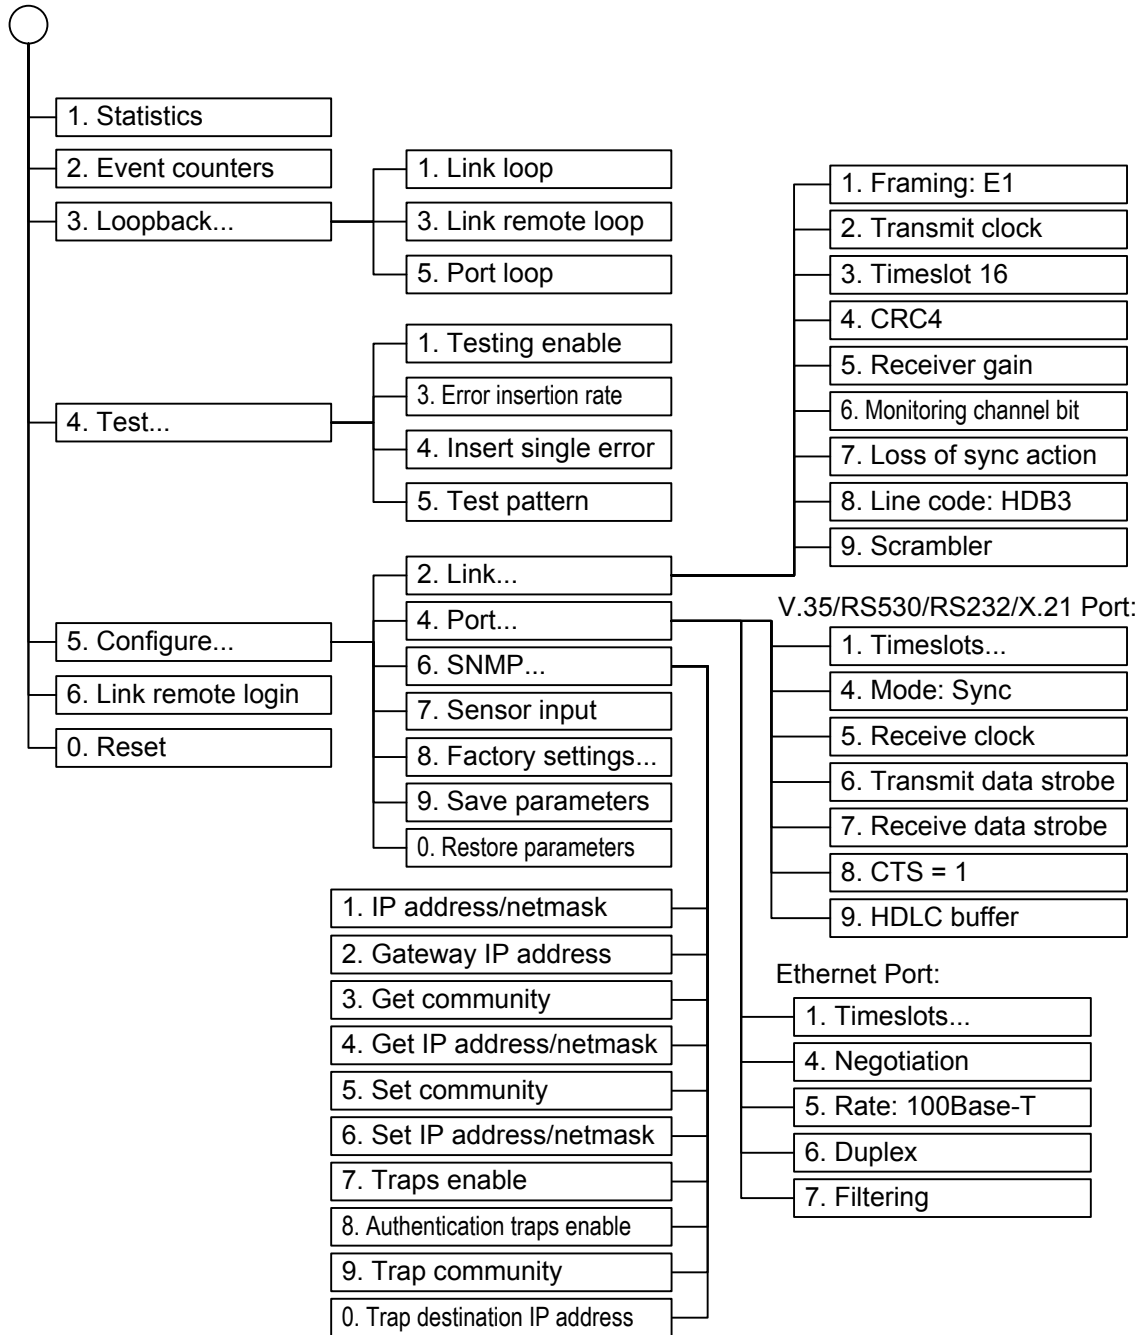 1. Statistics
2. Event counters
3. Loopback...
1. Link loop
3. Link remote loop
5. Port loop
4. Test...
1. Testing enable
3. Error insertion rate
4. Insert single error
5. Test pattern
5. Configure...
2. Link...
4. Port...
6. SNMP...
7. Sensor input
8. Factory settings...
9. Save parameters
0. Restore parameters
6. Link remote login
0. Reset
1. Framing: E1
2. Transmit clock
3. Timeslot 16
4. CRC4
5. Receiver gain
6. Monitoring channel bit
7. Loss of sync action
8. Line code: HDB3
9. Scrambler
V.35/RS530/RS232/X.21 Port:
1. Timeslots...
4. Mode: Sync
5. Receive clock
6. Transmit data strobe
7. Receive data strobe
8. CTS = 1
9. HDLC buffer
Ethernet Port:
1. Timeslots...
4. Negotiation
5. Rate: 100Base-T
6. Duplex
7. Filtering
1. IP address/netmask
2. Gateway IP address
3. Get community
4. Get IP address/netmask
5. Set community
6. Set IP address/netmask
7. Traps enable
8. Authentication traps enable
9. Trap community
0. Trap destination IP address